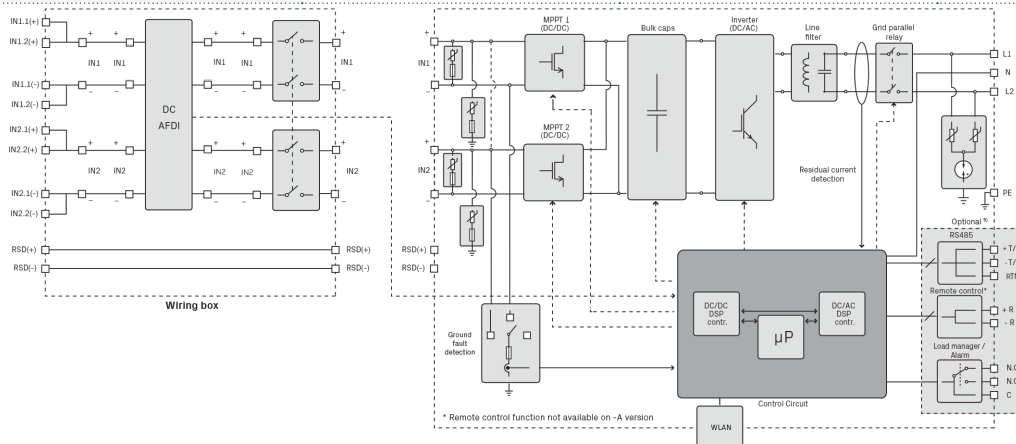 IN1.1(+)
IN1.2(+)
IN1.1(-)
IN1.2(-)
IN2.1(+)
IN2.2(+)
IN2.1(-)
IN2.2(-)
RSD(+)
RSD(-)
+ + + + +
IN1 IN1 IN1 IN1 IN1
– – – – –
DC
AFDI
+ + + + +
IN2 IN2 IN2 IN2 IN2
– – – – –
RSD(+)
RSD(-)
Wiring box
+
IN1
–
+
IN2
–
RSD(+)
RSD(-)
MPPT 1
(DC/DC)
MPPT 2
(DC/DC)
Bulk caps
Inverter
(DC/AC)
Line
filter
Grid parallel
relay
L1
N
L2
PE
Residual current
detection
Ground
fault
detection
DC/DC
DSP
contr.
µP
DC/AC
DSP
contr.
Control Circuit
WLAN
Optional
RS485
+ T/
- T/
RTN
Remote control*
+ R
- R
Load manager /
Alarm
N.
N.
C
* Remote control function not available on -A version